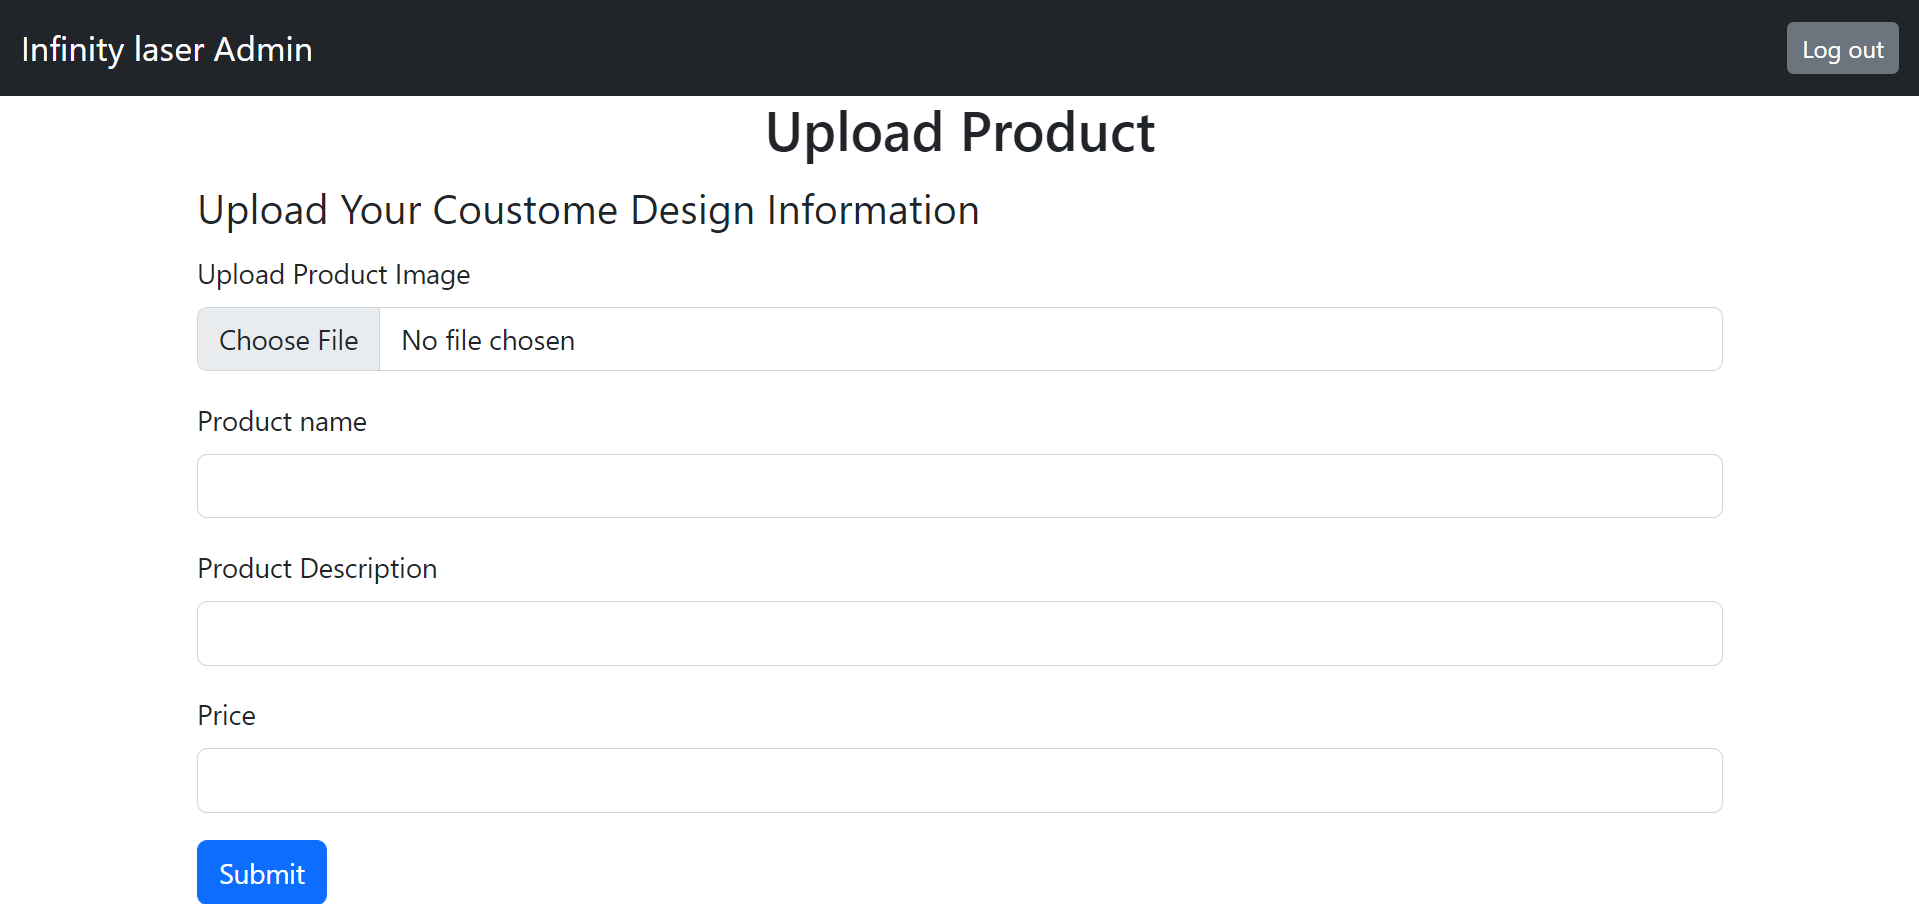 Infinity laser Admin
Log out
Upload Product
Upload Your Coustome Design Information
Upload Product Image
Choose File No file chosen
Product name
Product Description
Price
Submit